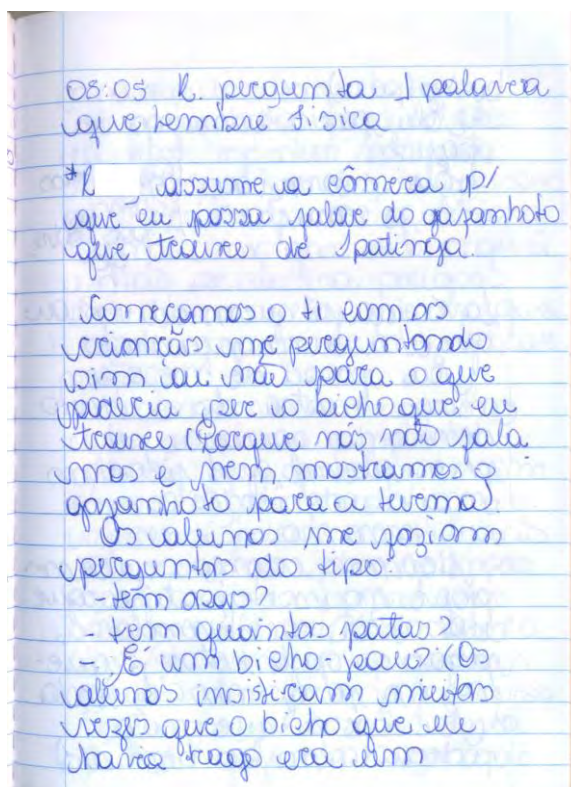 08:05 R. pergunta 1 palavra
que lembre física
*R assume a câmera p/
que eu possa falar do gafanhoto
que trouxe de Ipatinga.
Começamos o ti com as
crianças me perguntando
sim ou não para o que
poderia ser o bicho que eu
trouxe (Porque nós não fala
mos e nem mostramos o
gafanhoto para a turma).
Os alunos me faziam
perguntas do tipo:
- tem asas?
- tem quantas patas?
- É um bicho-pau? (Os
alunos insistiram muitas
vezes que o bicho que eu
havia trago era um